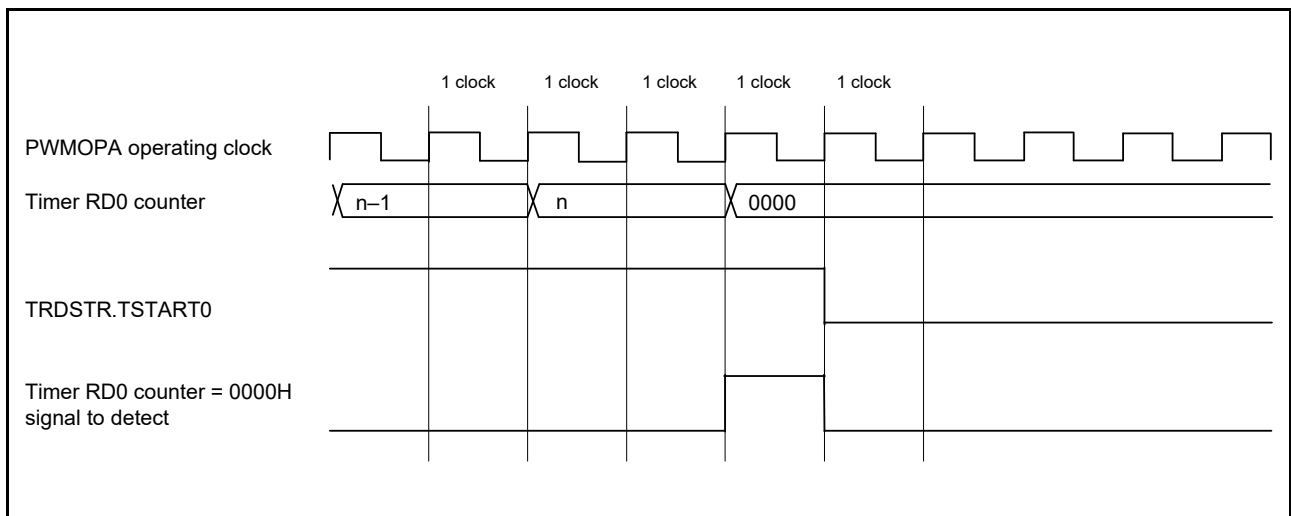 1 clock 1 clock 1 clock 1 clock 1 clock
PWMOPA operating clock
Timer RD0 counter n–1 n 0000
TRDSTR.TSTART0
Timer RD0 counter = 0000H
signal to detect